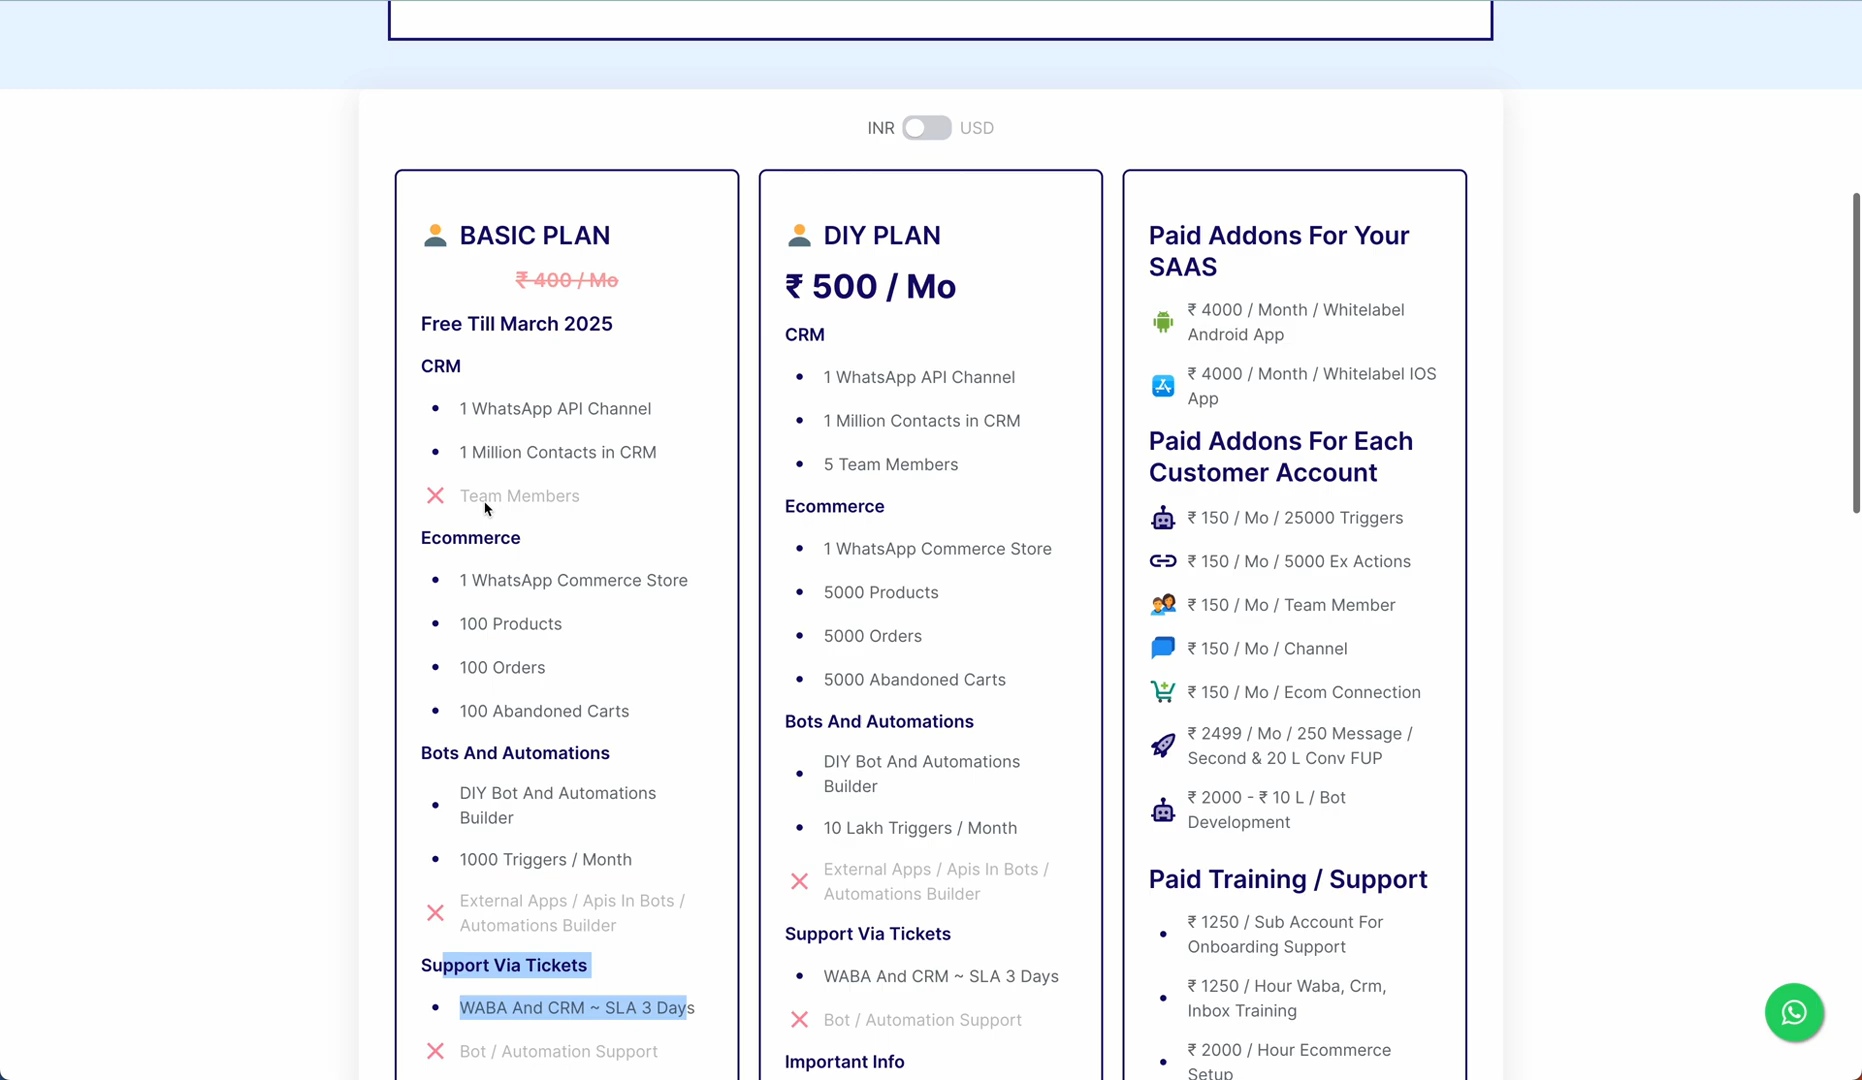 INR USD
BASIC PLAN
₹ 400 / Mo
Free Till March 2025
CRM
1 WhatsApp API Channel
1 Million Contacts in CRM
Team Members
Ecommerce
1 WhatsApp Commerce Store
100 Products
100 Orders
100 Abandoned Carts
Bots And Automations
DIY Bot And Automations
Builder
1000 Triggers / Month
External Apps / Apis In Bots /
Automations Builder
Support Via Tickets
WABA And CRM ~ SLA 3 Days
Bot / Automation Support
DIY PLAN
₹ 500 / Mo
CRM
1 WhatsApp API Channel
1 Million Contacts in CRM
5 Team Members
Ecommerce
1 WhatsApp Commerce Store
5000 Products
5000 Orders
5000 Abandoned Carts
Bots And Automations
DIY Bot And Automations
Builder
10 Lakh Triggers / Month
External Apps / Apis In Bots /
Automations Builder
Support Via Tickets
WABA And CRM ~ SLA 3 Days
Bot / Automation Support
Important Info
Paid Addons For Your
SAAS
₹ 4000 / Month / Whitelabel
Android App
₹ 4000 / Month / Whitelabel IOS
App
Paid Addons For Each
Customer Account
₹ 150 / Mo / 25000 Triggers
₹ 150 / Mo / 5000 Ex Actions
₹ 150 / Mo / Team Member
₹ 150 / Mo / Channel
₹ 150 / Mo / Ecom Connection
₹ 2499 / Mo / 250 Message /
Second & 20 L Conv FUP
₹ 2000 - ₹ 10 L / Bot
Development
Paid Training / Support
₹ 1250 / Sub Account For
Onboarding Support
₹ 1250 / Hour Waba, Crm,
Inbox Training
₹ 2000 / Hour Ecommerce
Setup